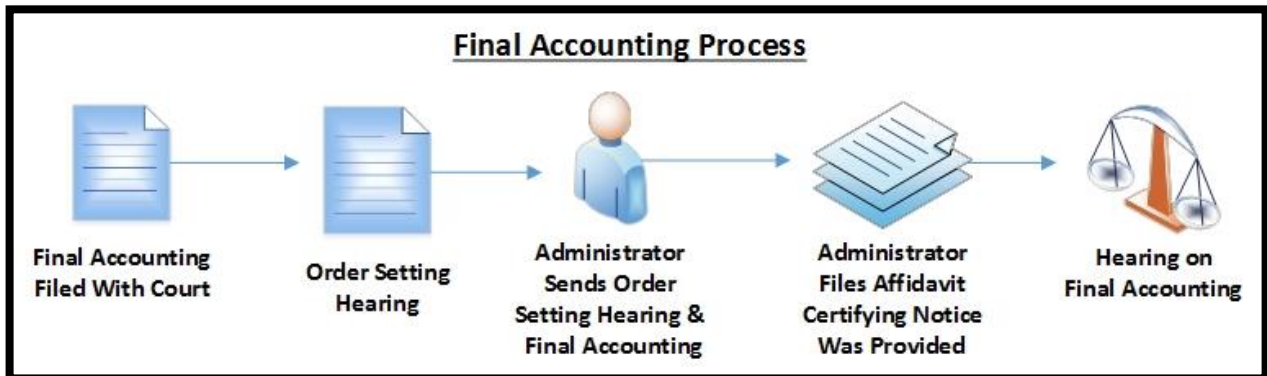 Final Accounting Process
Final Accounting
Filed With Court
Order Setting
Hearing
Administrator
Sends Order
Setting Hearing &
Final Accounting
Administrator
Files Affidavit
Certifying Notice
Was Provided
Hearing on
Final Accounting